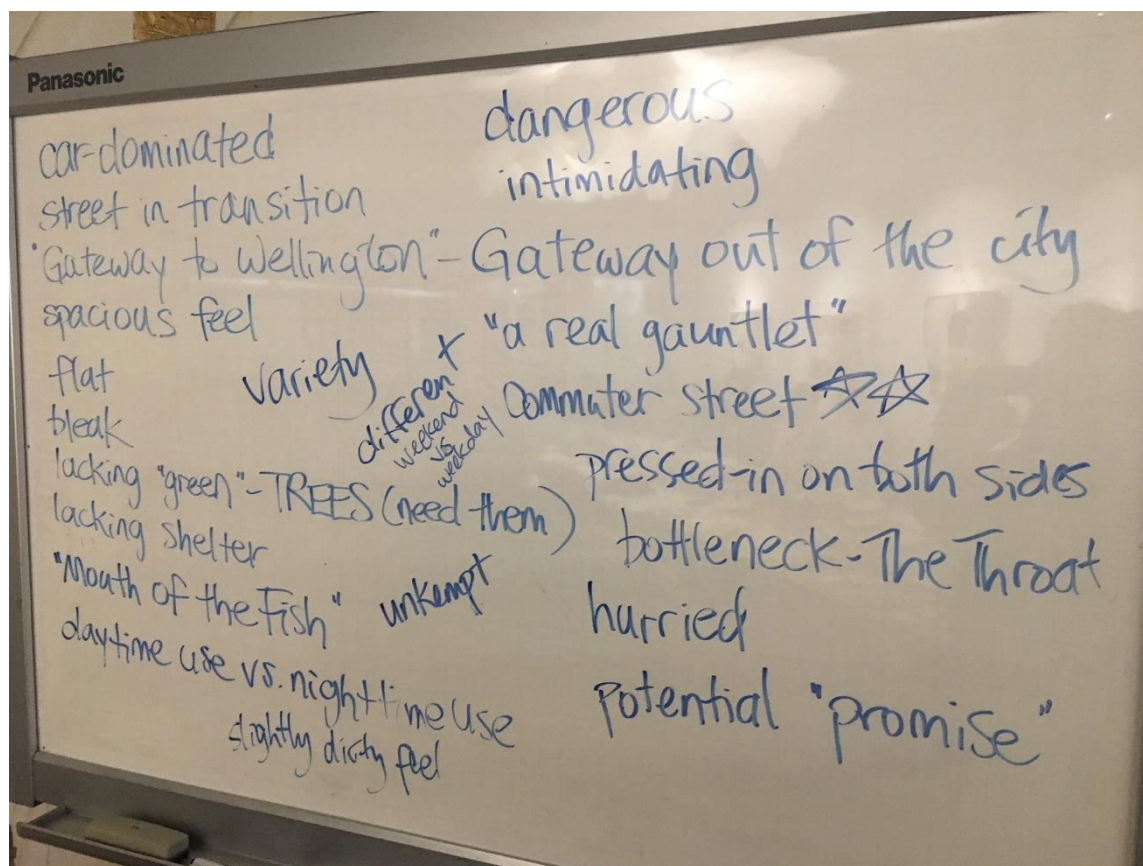 Panasonic
car-dominated
street in transition
"Gateway to Wellington" - Gateway out of the city
spacious feel
flat
bleak
lacking "green" - TREES (need them)
lacking shelter
"Mouth of the Fish"
daytime use vs. nighttime use
slightly dirty feel
variety
different
weekend
vs.
weekday
unkempt
dangerous
intimidating
"a real gauntlet"
Commuter street
pressed-in on both sides
bottleneck - The Throat
hurried
potential "promise"